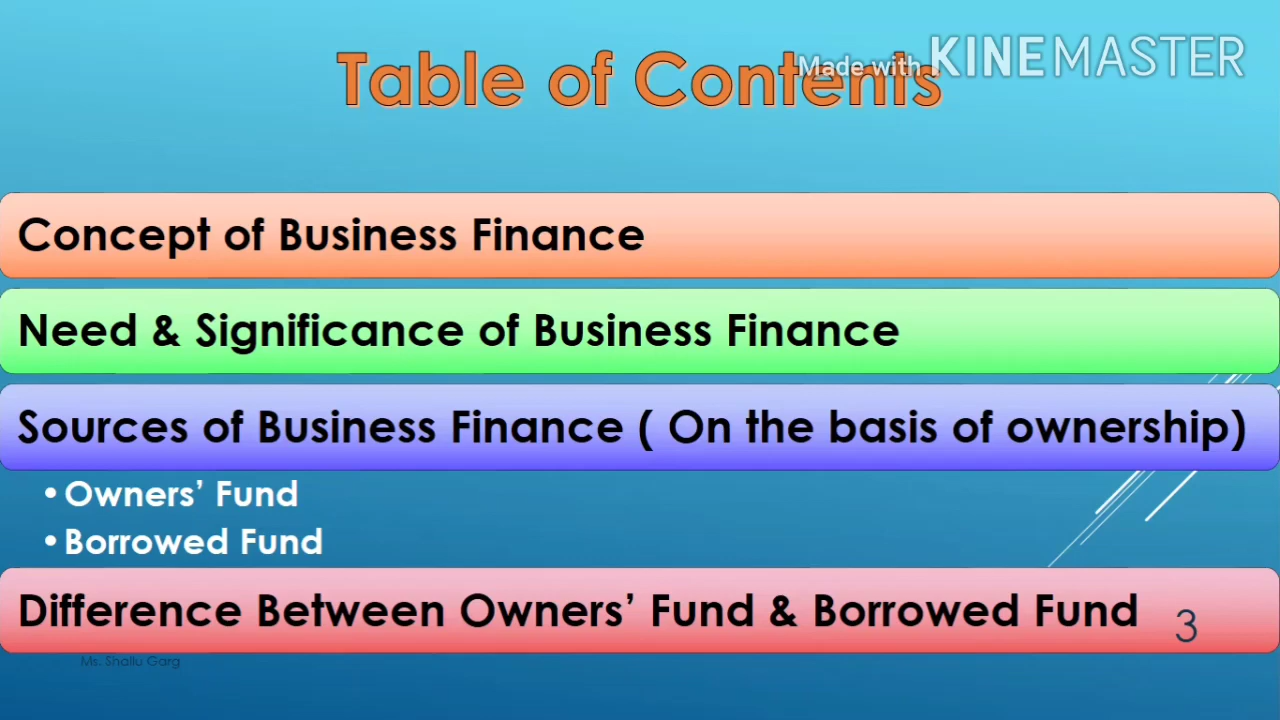 Table of Contents
Made with KINEMASTER
Concept of Business Finance
Need & Significance of Business Finance
Sources of Business Finance ( On the basis of ownership)
• Owners’ Fund
• Borrowed Fund
Difference Between Owners’ Fund & Borrowed Fund
3
Ms. Shallu Garg